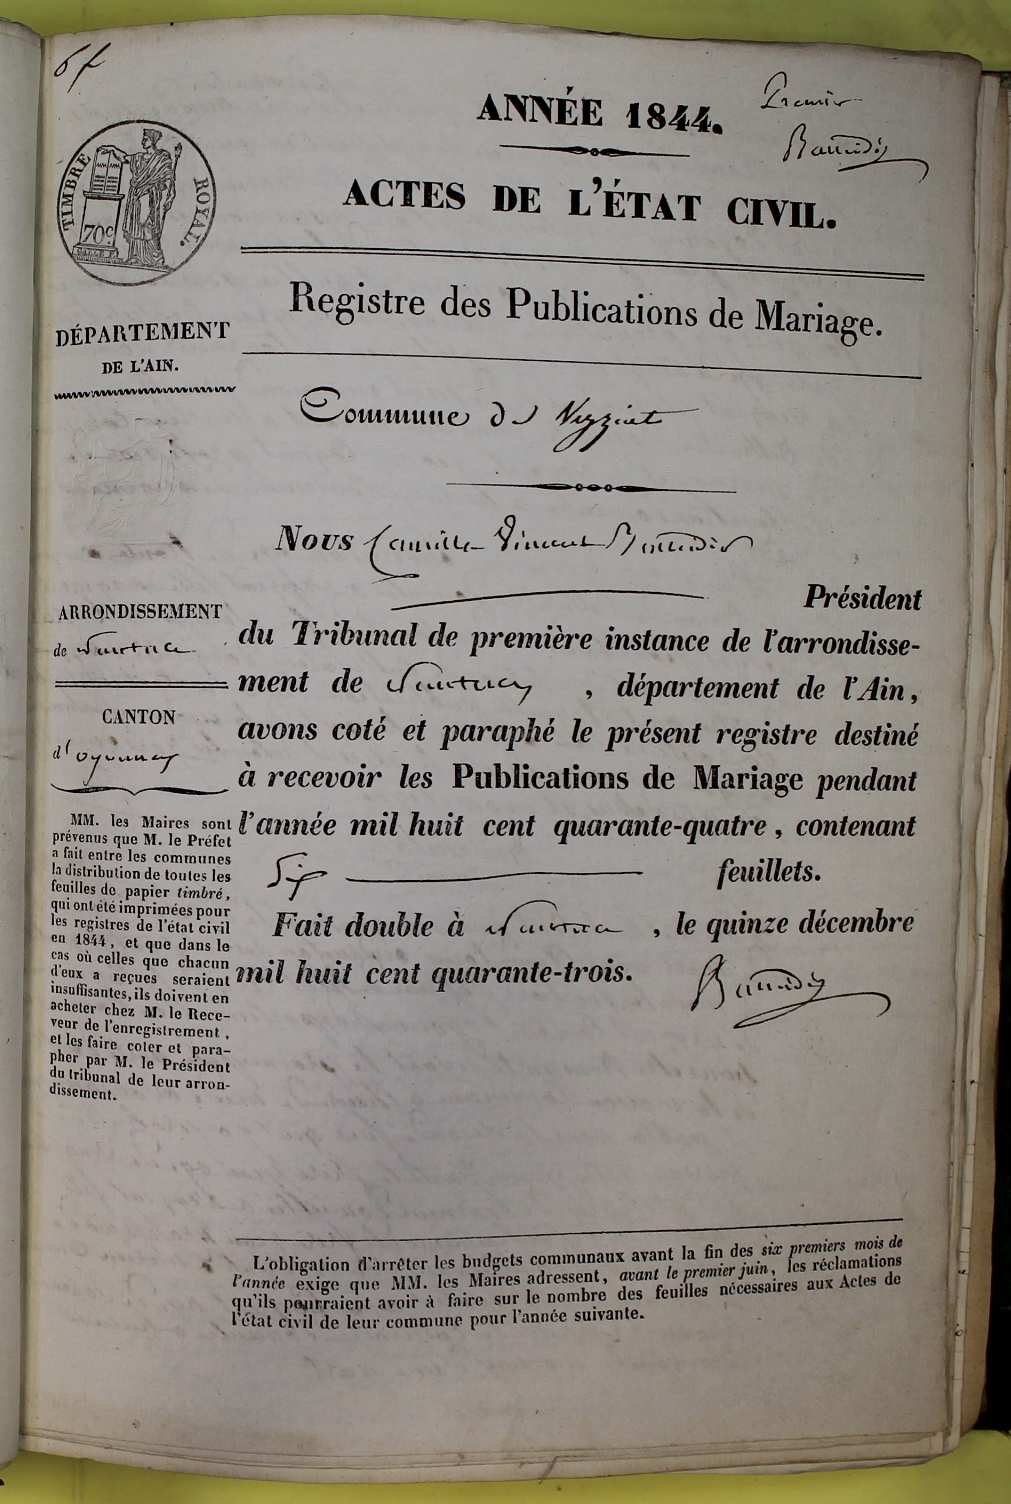 6 f
Premier
ANNÉE 1844.
Baudin
ACTES DE L'ÉTAT CIVIL.
TIMBRE ROYAL.
70c
Registre des Publications de Mariage.
DÉPARTEMENT
DE L'AIN.
Commune de Veyziat
Nous Camille Vincent
Président
ARRONDISSEMENT
de Nantua
du Tribunal de première instance de l'arrondisse-
ment de Nantua, département de l'Ain,
CANTON
d'oyonnax
avons coté et paraphé le présent registre destiné
à recevoir les Publications de Mariage pendant
l'année mil huit cent quarante-quatre, contenant
Six feuillets.
Fait double à Nantua, le quinze décembre
mil huit cent quarante-trois.
MM. les Maires sont
prévenus que M. le Préfet
a fait entre les communes
la distribution de toutes les
feuilles de papier timbré,
qui ont été imprimées pour
les registres de l'état civil
en 1844, et que dans le
cas où celles que chacun
d'eux a reçues seraient
insuffisantes, ils doivent en
acheter chez M. le Rece-
veur de l'enregistrement,
et les faire coter et para-
pher par M. le Président
du tribunal de leur arron-
dissement.
L'obligation d'arrêter les budgets communaux avant la fin des six premiers mois de
l'année exige que MM. les Maires adressent, avant le premier juin, les réclamations
qu'ils pourraient avoir à faire sur le nombre des feuilles nécessaires aux Actes de
l'état civil de leur commune pour l'année suivante.